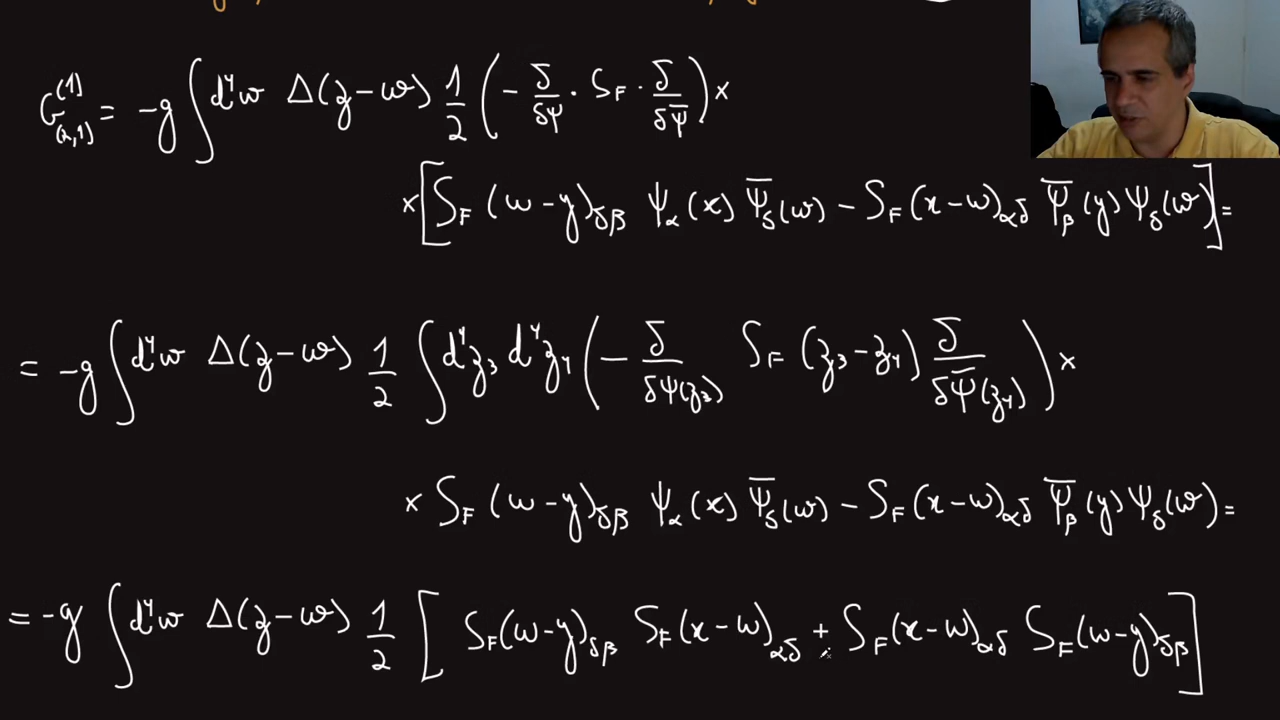 G^{(1)}_{(2,1)} = -g ∫ d⁴w Δ(z-w) 1/2 ( - δ/δψ · S_F · δ/δψ̄ ) ×
× [ S_F (w-y)_{δβ} ψ_α(x) ψ̄_δ(w) - S_F(x-w)_{αδ} ψ̄_β(y) ψ_δ(w) ] =
= -g ∫ d⁴w Δ(z-w) 1/2 ∫ d⁴z₃ d⁴z₄ ( - δ/δψ(z₃) S_F (z₃-z₄) δ/δψ̄(z₄) ) ×
× S_F (w-y)_{δβ} ψ_α(x) ψ̄_δ(w) - S_F(x-w)_{αδ} ψ̄_β(y) ψ_δ(w) =
= -g ∫ d⁴w Δ(z-w) 1/2 [ S_F(w-y)_{δβ} S_F(x-w)_{αδ} + S_F(x-w)_{αδ} S_F(w-y)_{δβ} ]